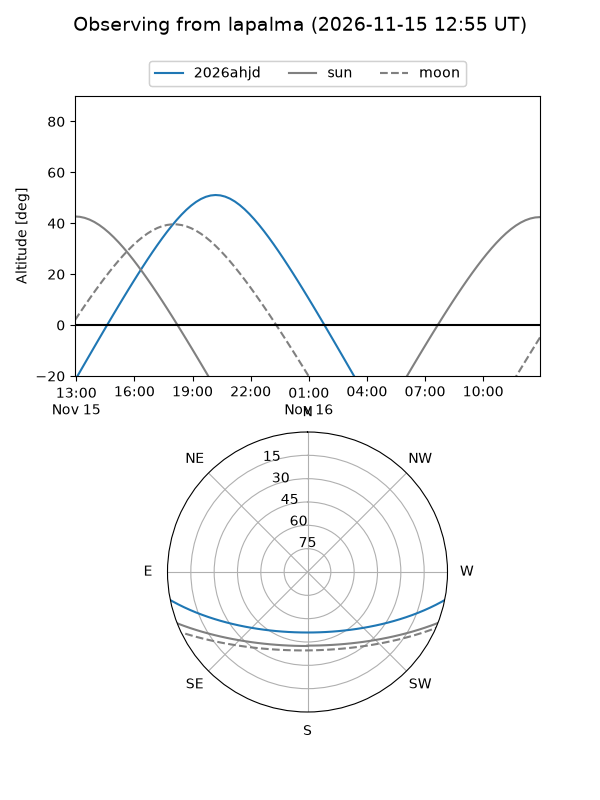 Observing from lapalma (2026-11-15 12:55 UT)
2026ahjd sun moon
Altitude [deg]
80
60
40
20
0
−20
13:00 16:00 19:00 22:00 01:00 04:00 07:00 10:00
Nov 15 Nov 16
N
NE NW
15
30
45
60
75
E W
SE SW
S